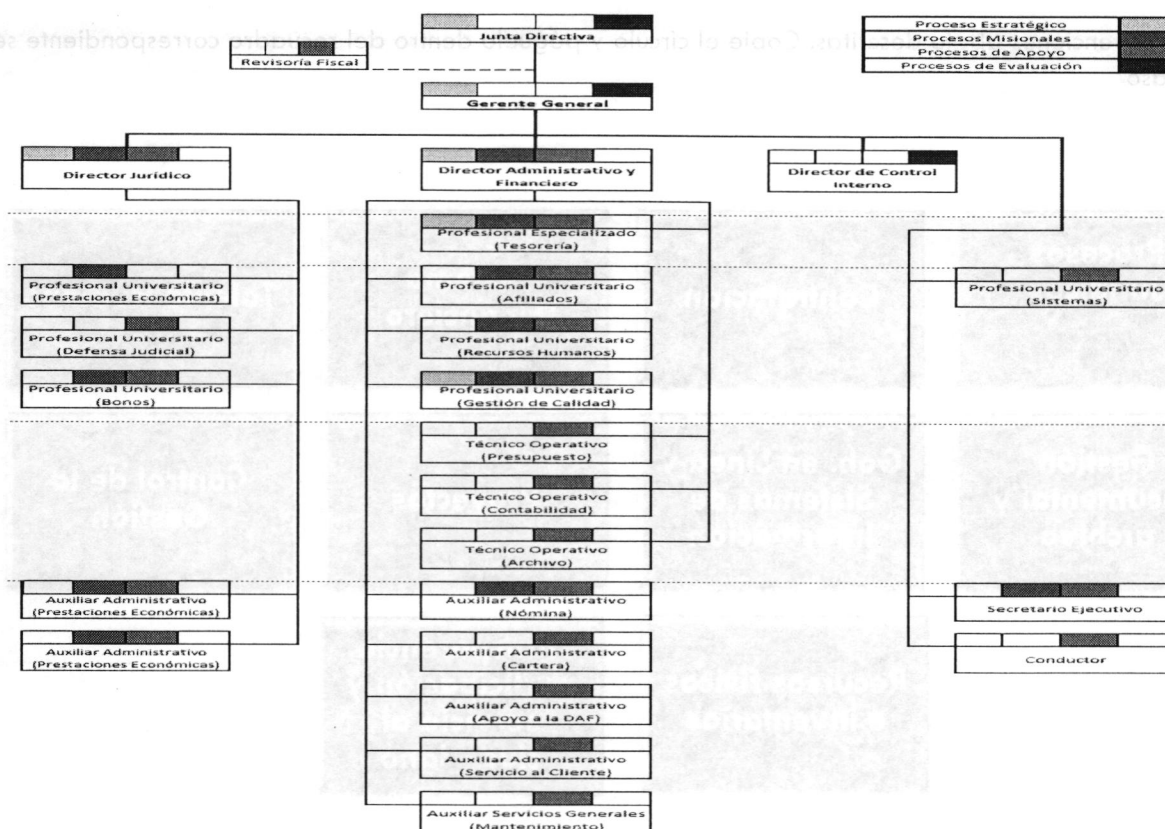 Junta Directiva
Revisoría Fiscal
Gerente General
Proceso Estratégico
Procesos Misionales
Procesos de Apoyo
Procesos de Evaluación
Director Jurídico
Director Administrativo y
Financiero
Director de Control
Interno
Profesional Especializado
(Tesorería)
Profesional Universitario
(Prestaciones Económicas)
Profesional Universitario
(Afiliados)
Profesional Universitario
(Sistemas)
Profesional Universitario
(Defensa Judicial)
Profesional Universitario
(Recursos Humanos)
Profesional Universitario
(Bonos)
Profesional Universitario
(Gestión de Calidad)
Técnico Operativo
(Presupuesto)
Técnico Operativo
(Contabilidad)
Técnico Operativo
(Archivo)
Auxiliar Administrativo
(Prestaciones Económicas)
Auxiliar Administrativo
(Nómina)
Secretario Ejecutivo
Auxiliar Administrativo
(Prestaciones Económicas)
Auxiliar Administrativo
(Cartera)
Conductor
Auxiliar Administrativo
(Apoyo a la DAF)
Auxiliar Administrativo
(Servicio al Cliente)
Auxiliar Servicios Generales
(Mantenimiento)